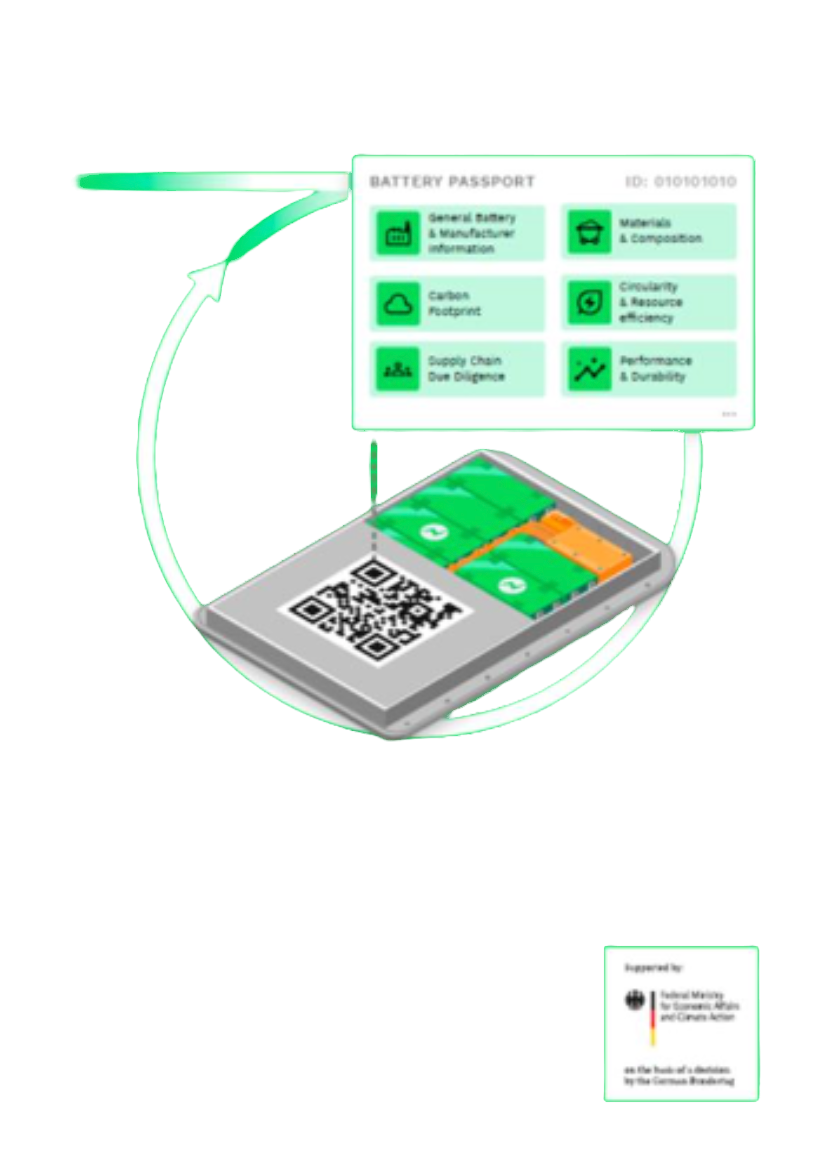 BATTERY PASSPORT
ID: 010101010
General Battery
& Manufacturer
information
Materials
& Composition
Carbon
Footprint
Circularity
& Resource
efficiency
Supply Chain
Due Diligence
Performance
& Durability
...
Supported by:
Federal Ministry
for Economic Affairs
and Climate Action
on the basis of a decision
by the German Bundestag